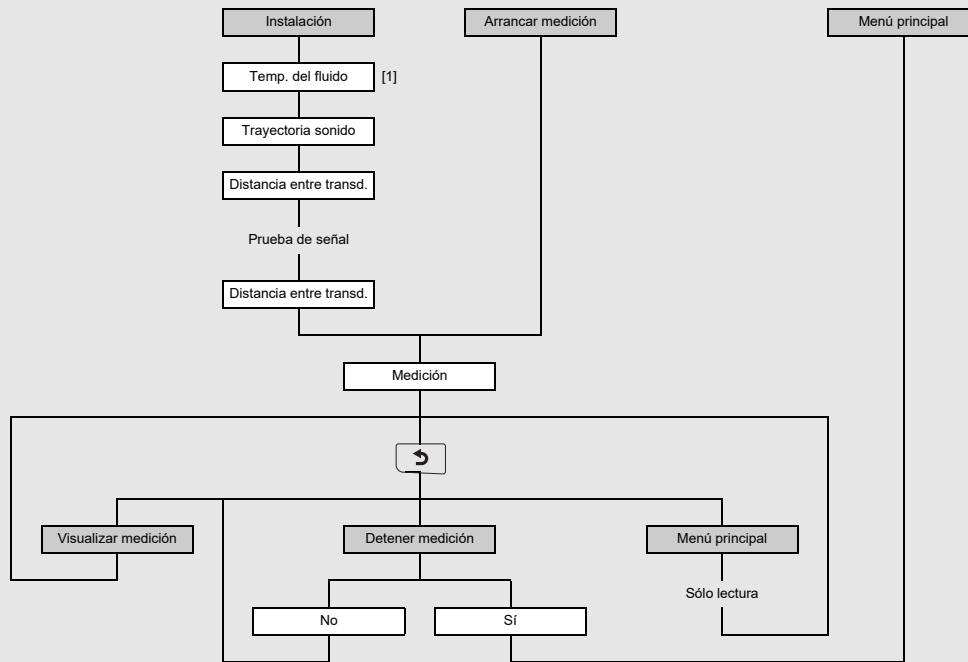 Instalación
Arrancar medición
Menú principal
Temp. del fluido
[1]
Trayectoria sonido
Distancia entre transd.
Prueba de señal
Distancia entre transd.
Medición
Visualizar medición
Detener medición
Menú principal
Sólo lectura
No
Sí